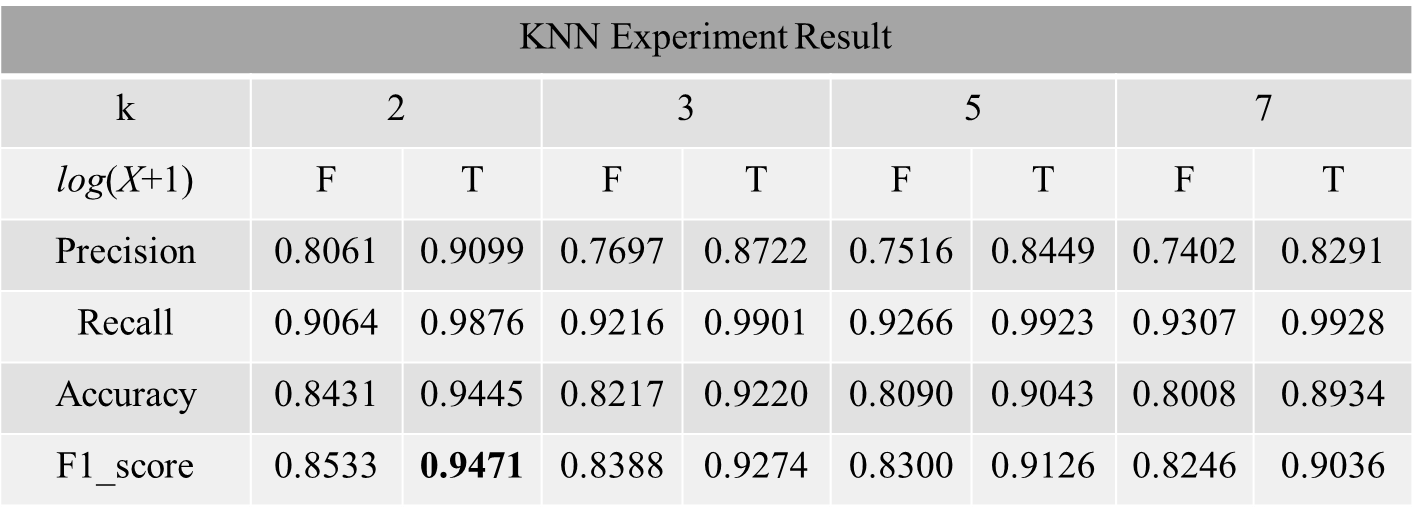 KNN Experiment Result
k 2 3 5 7
log(X+1) F T F T F T F T
Precision 0.8061 0.9099 0.7697 0.8722 0.7516 0.8449 0.7402 0.8291
Recall 0.9064 0.9876 0.9216 0.9901 0.9266 0.9923 0.9307 0.9928
Accuracy 0.8431 0.9445 0.8217 0.9220 0.8090 0.9043 0.8008 0.8934
F1_score 0.8533 0.9471 0.8388 0.9274 0.8300 0.9126 0.8246 0.9036